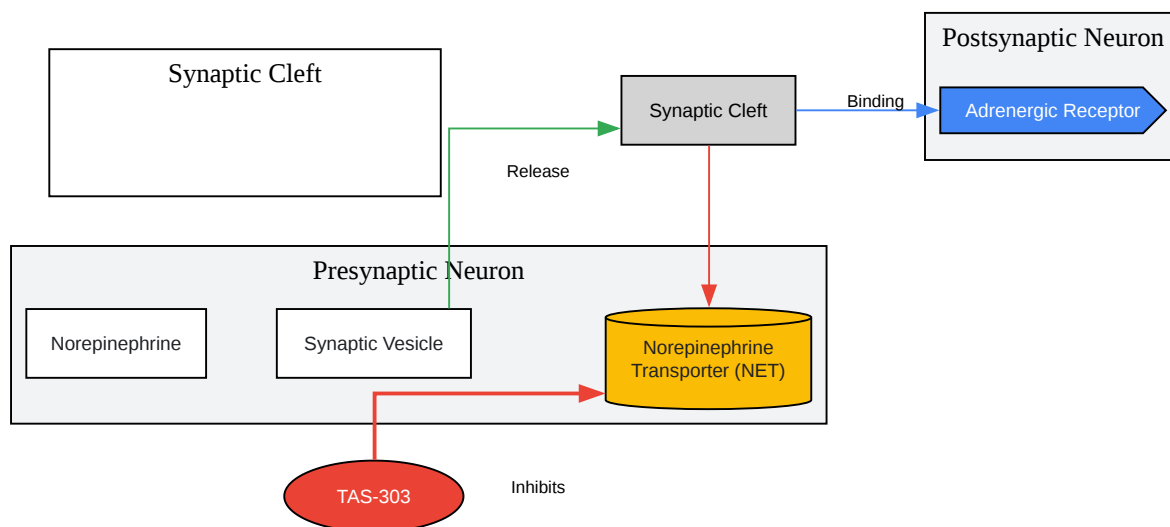 Synaptic Cleft
Postsynaptic Neuron
Synaptic Cleft
Binding
Adrenergic Receptor
Release
Presynaptic Neuron
Norepinephrine
Synaptic Vesicle
Norepinephrine
Transporter (NET)
TAS-303
Inhibits